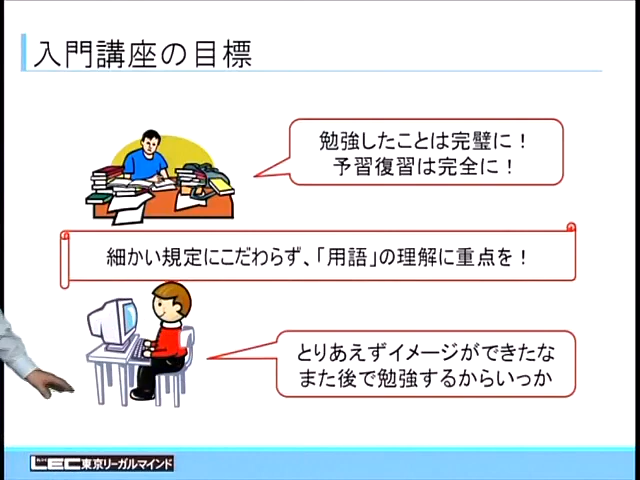 入門講座の目標
勉強したことは完璧に！
予習復習は完全に！
細かい規定にこだわらず、「用語」の理解に重点を！
とりあえずイメージができたな
また後で勉強するからいっか
LEC東京リーガルマインド